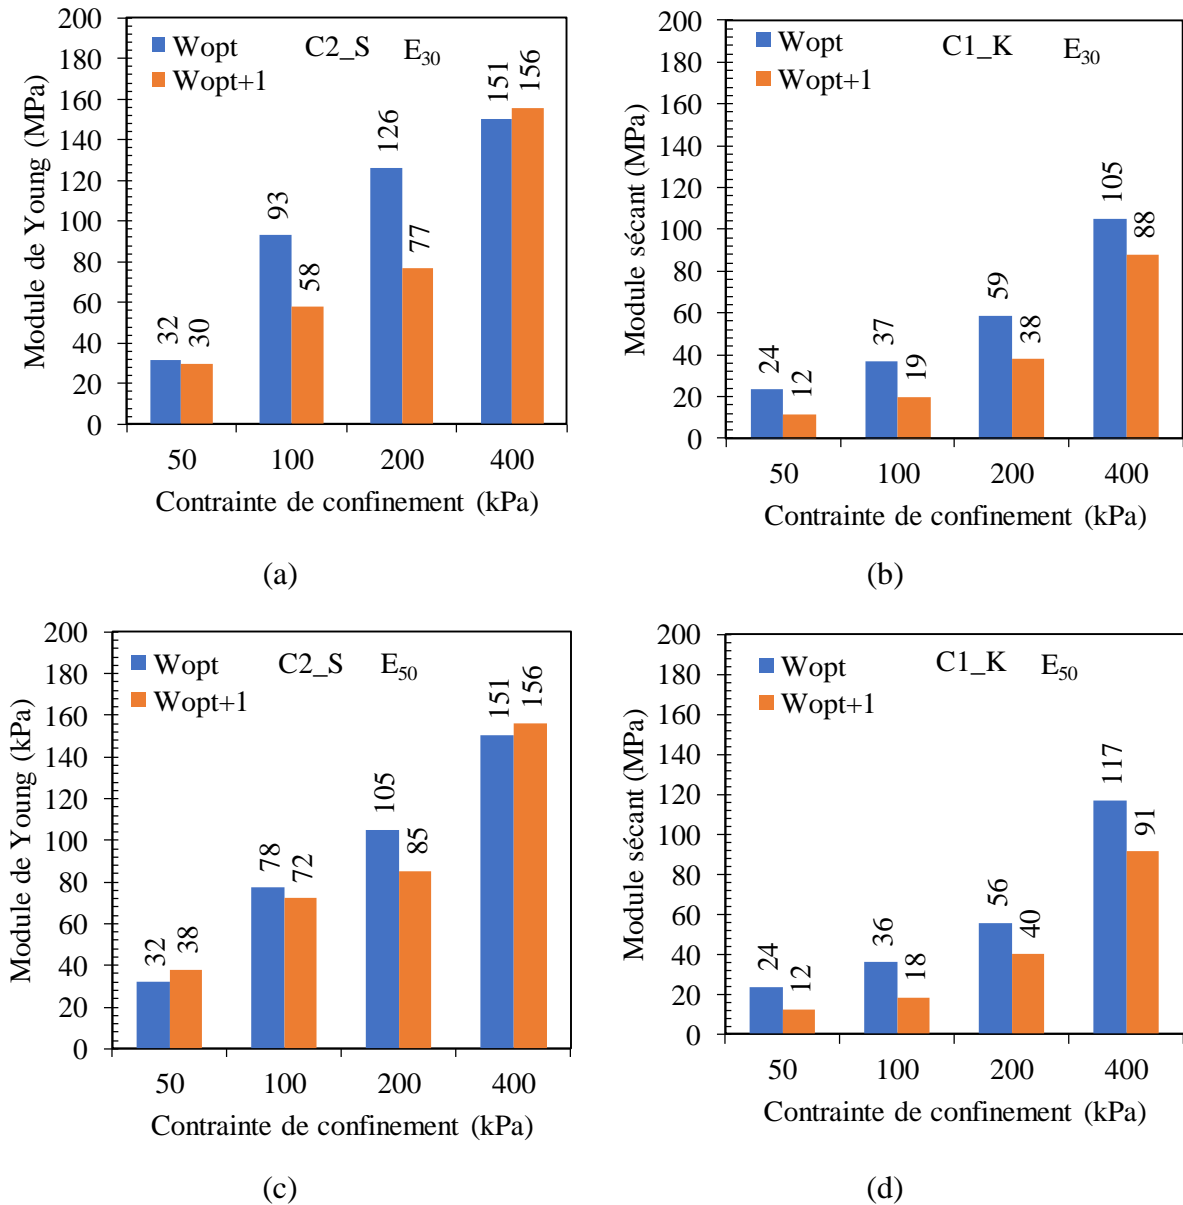 C2_S E30
Wopt
Wopt+1
Module de Young (MPa)
200
180
160
140
120
100
80
60
40
20
0
32 30 93 58 126 77 151 156
50 100 200 400
Contrainte de confinement (kPa)
(a)
C1_K E30
Wopt
Wopt+1
Module sécant (MPa)
200
180
160
140
120
100
80
60
40
20
0
24 12 37 19 59 38 105 88
50 100 200 400
Contrainte de confinement (kPa)
(b)
C2_S E50
Wopt
Wopt+1
Module de Young (kPa)
200
180
160
140
120
100
80
60
40
20
0
32 38 78 72 105 85 151 156
50 100 200 400
Contrainte de confinement (kPa)
(c)
C1_K E50
Wopt
Wopt+1
Module sécant (MPa)
200
180
160
140
120
100
80
60
40
20
0
24 12 36 18 56 40 117 91
50 100 200 400
Contrainte de confinement (kPa)
(d)